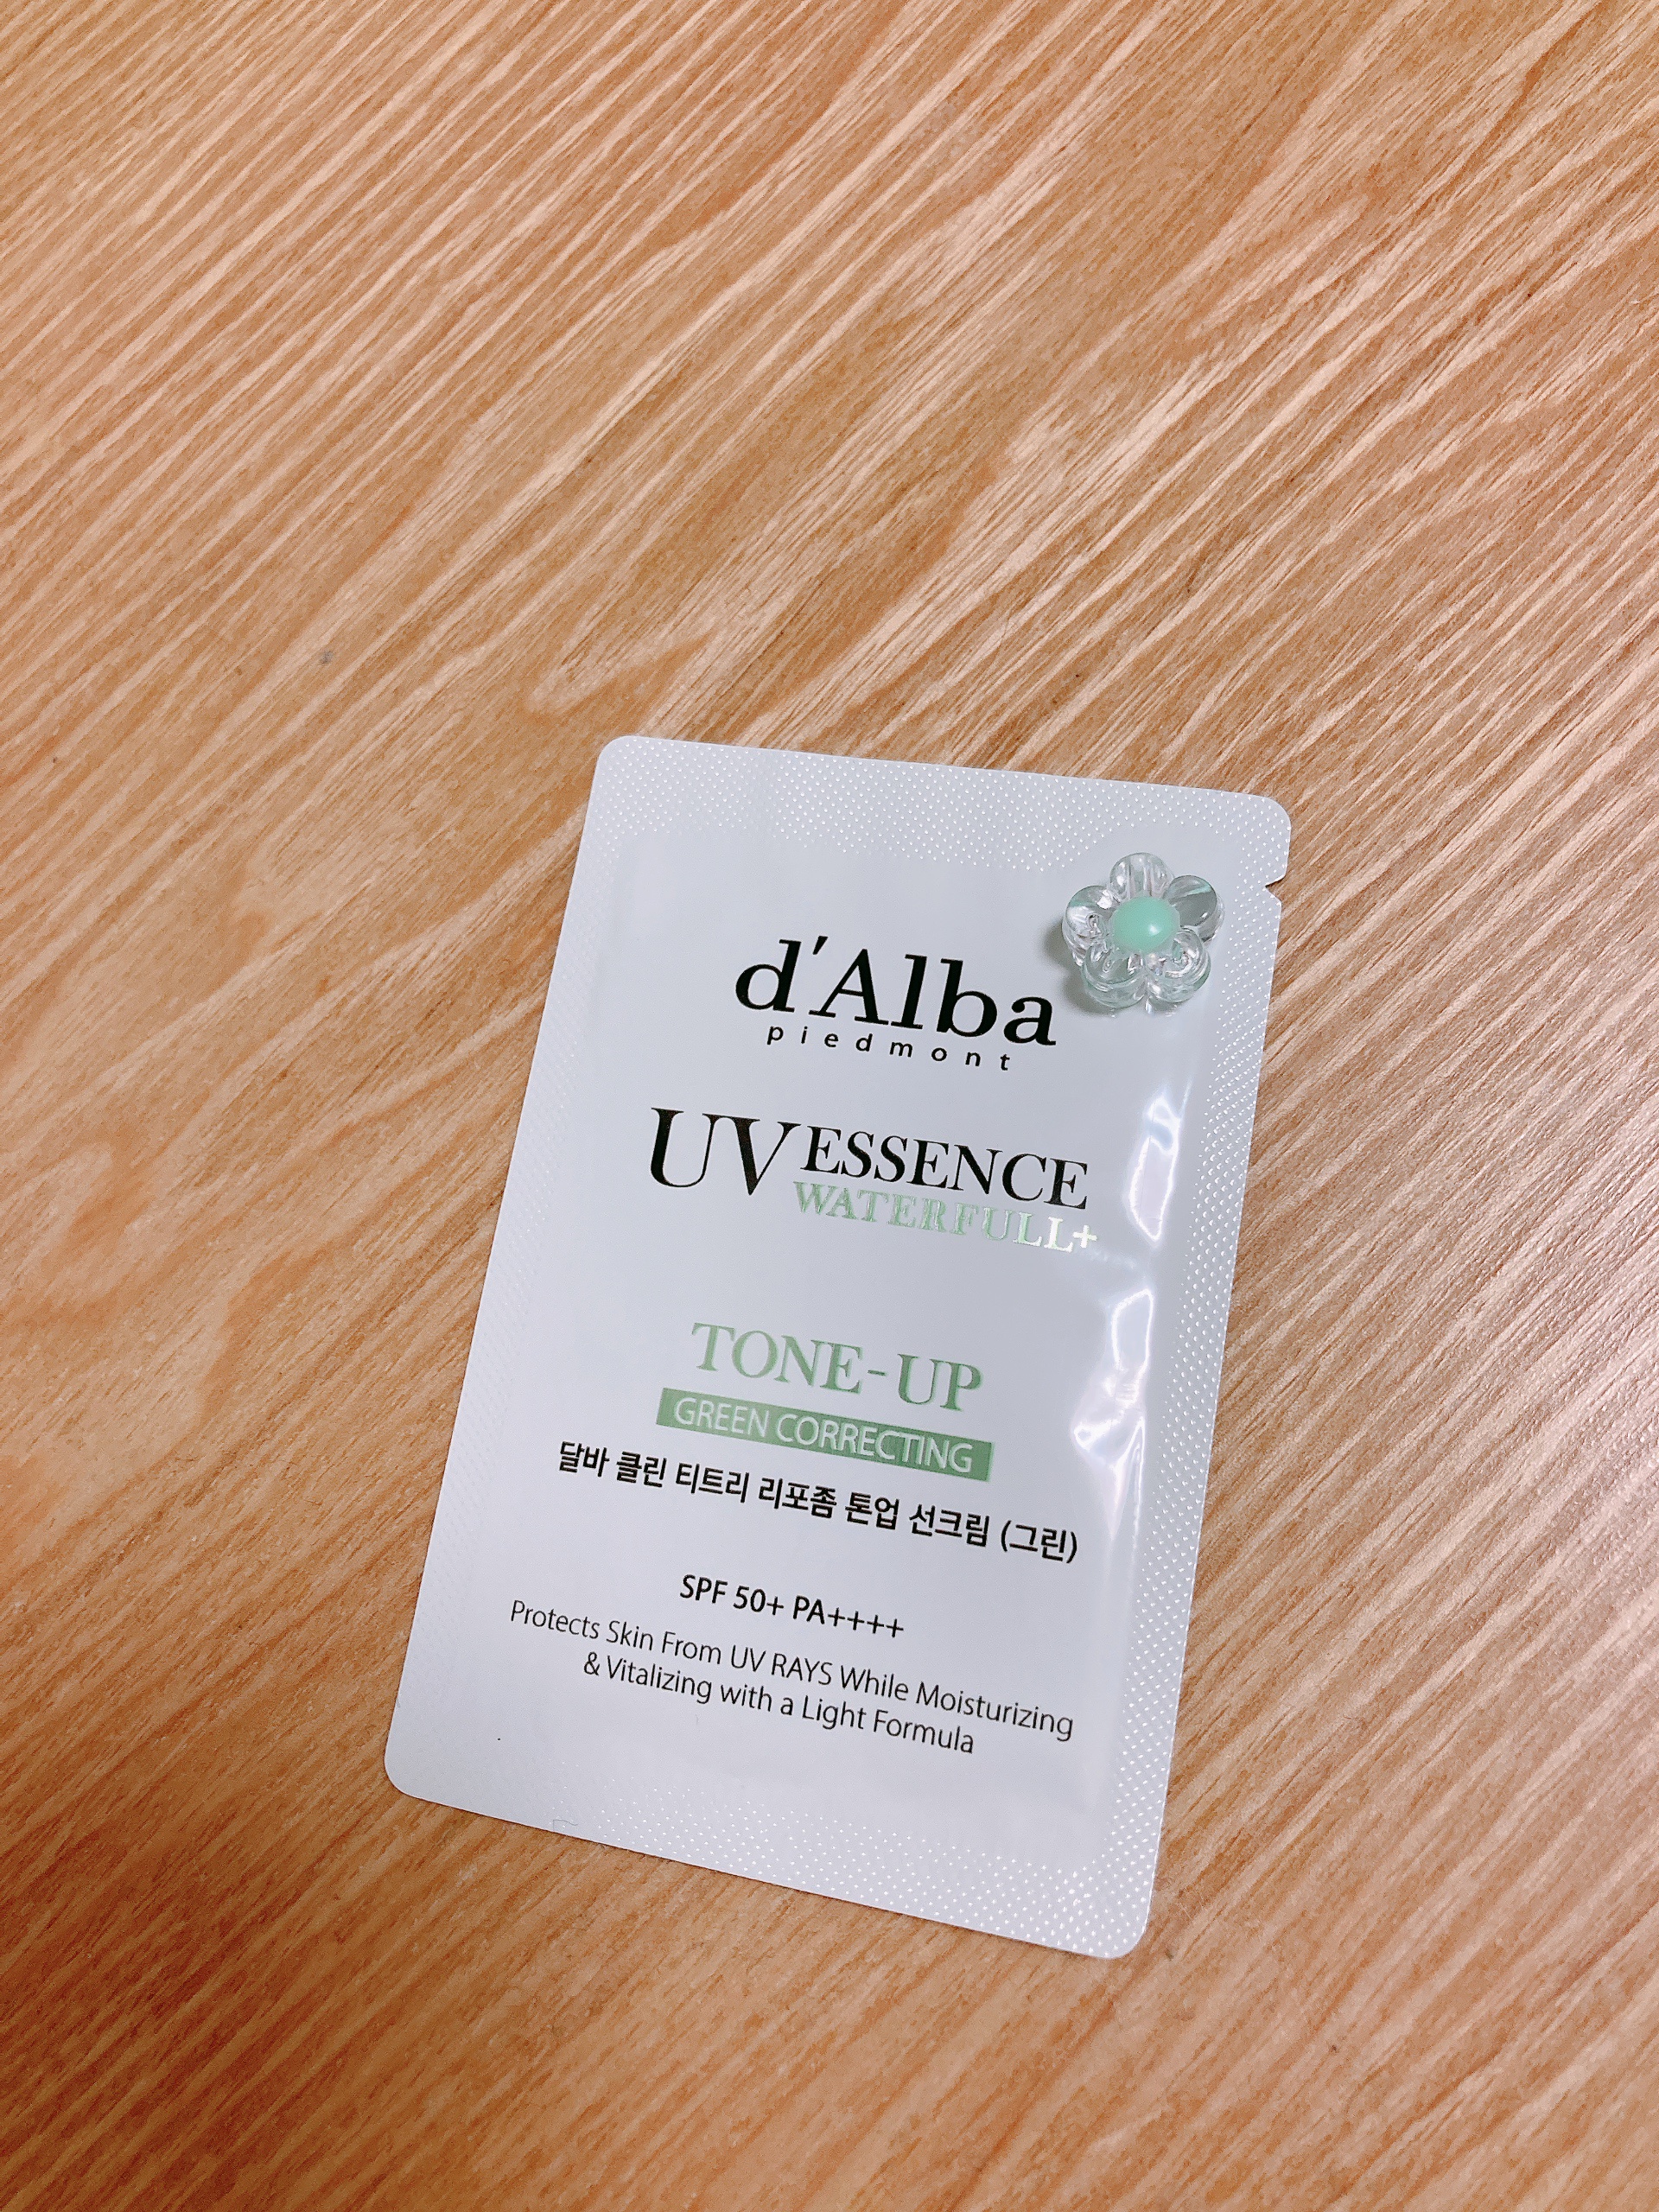 d'Alba
piedmont
UV ESSENCE
WATERFULL+
TONE-UP
GREEN CORRECTING
달바 클린 티트리 리포좀 톤업 선크림 (그린)
SPF 50+ PA++++
Protects Skin From UV RAYS While Moisturizing
& Vitalizing with a Light Formula